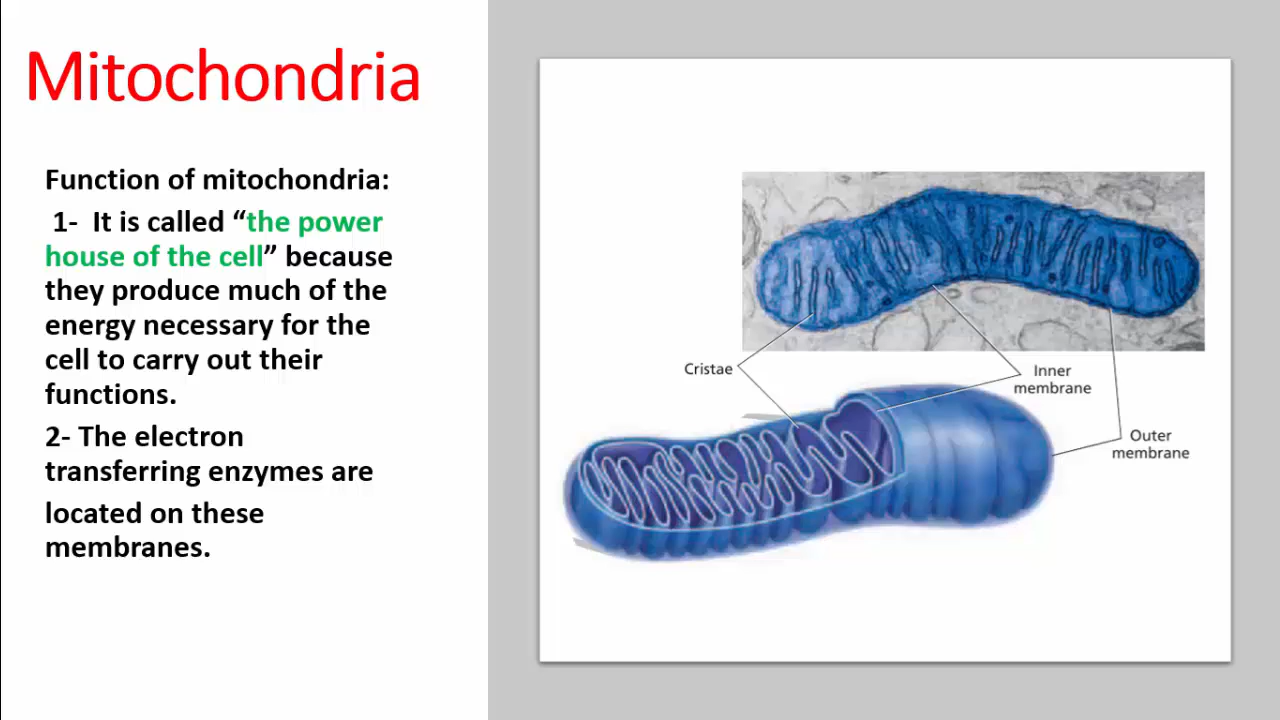 Mitochondria
Function of mitochondria:
1- It is called “the power
house of the cell” because
they produce much of the
energy necessary for the
cell to carry out their
functions.
2- The electron
transferring enzymes are
located on these
membranes.
Cristae
Inner
membrane
Outer
membrane